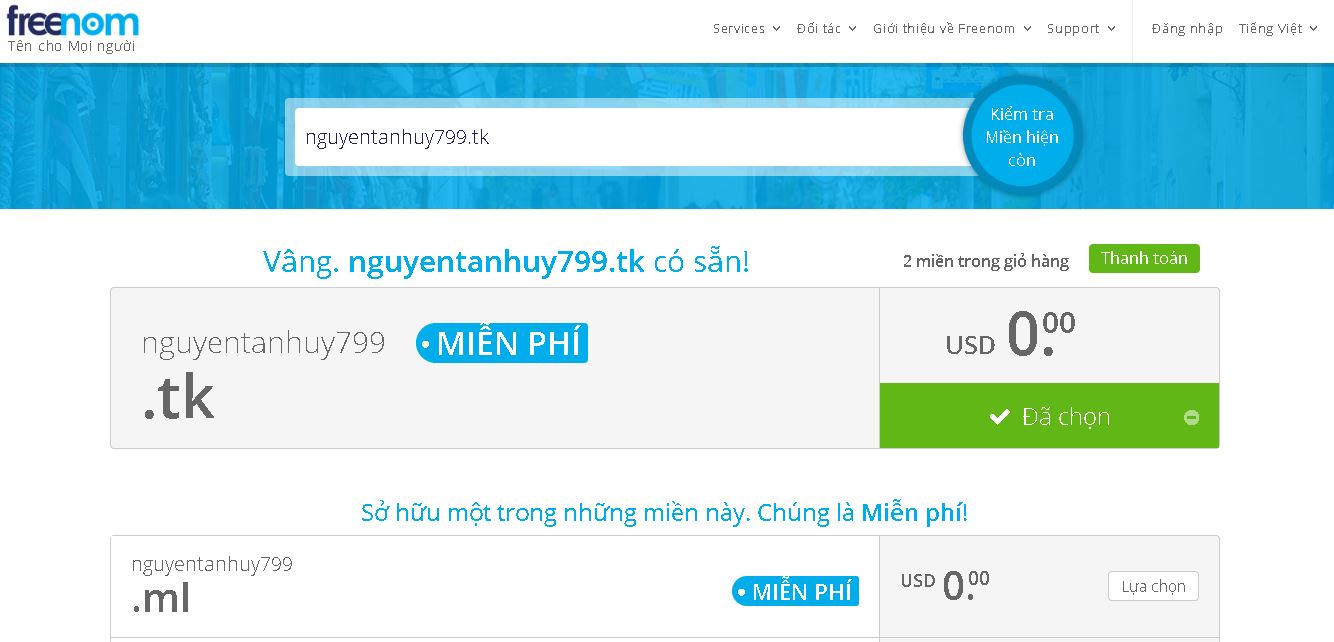 freenom
Tên cho Mọi người
Services Đối tác Giới thiệu về Freenom Support Đăng nhập Tiếng Việt
nguyentanhuy799.tk
Kiểm tra
Miền hiện
còn
Vâng. nguyentanhuy799.tk có sẵn!
2 miền trong giỏ hàng Thanh toán
nguyentanhuy799 MIỄN PHÍ
.tk
USD 0.00
Đã chọn
Sở hữu một trong những miền này. Chúng là Miễn phí!
nguyentanhuy799
.ml
MIỄN PHÍ
USD 0.00
Lựa chọn